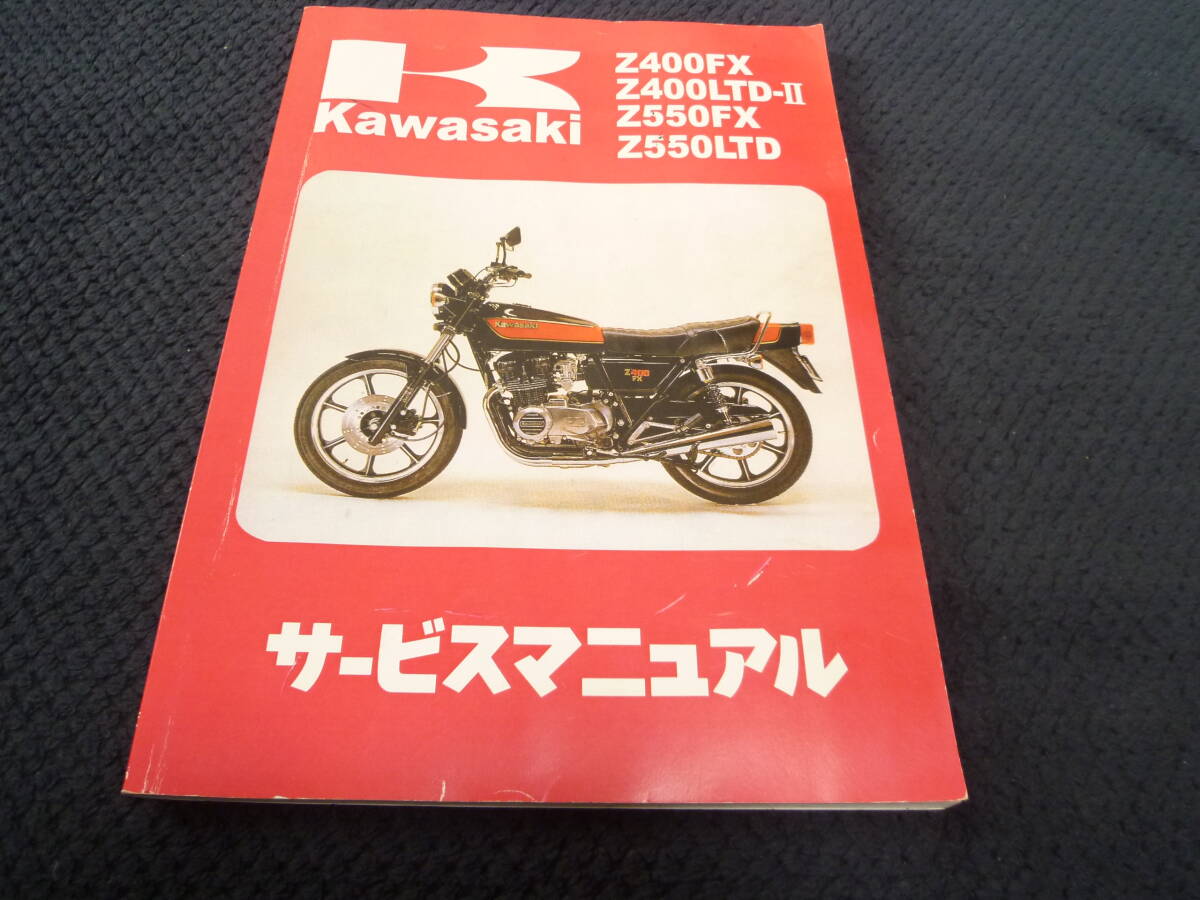 Kawasaki
Z400FX
Z400LTD-II
Z550FX
Z550LTD
Kawasaki
Z400
FX
サービスマニュアル